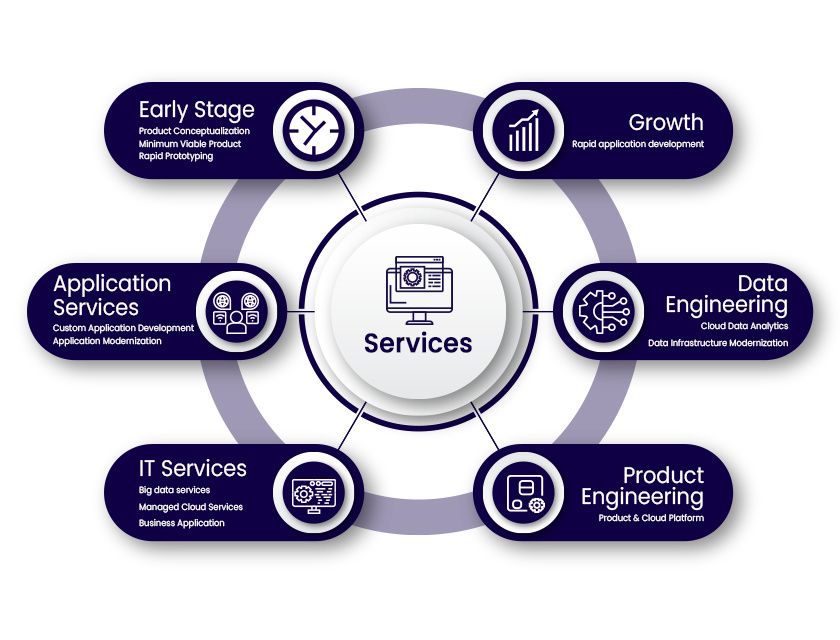 Early Stage
Product Conceptualization
Minimum Viable Product
Rapid Prototyping
Growth
Rapid application development
Application
Services
Custom Application Development
Application Modernization
Services
Data
Engineering
Cloud Data Analytics
Data Infrastructure Modernization
IT Services
Big data services
Managed Cloud Services
Business Application
Product
Engineering
Product & Cloud Platform